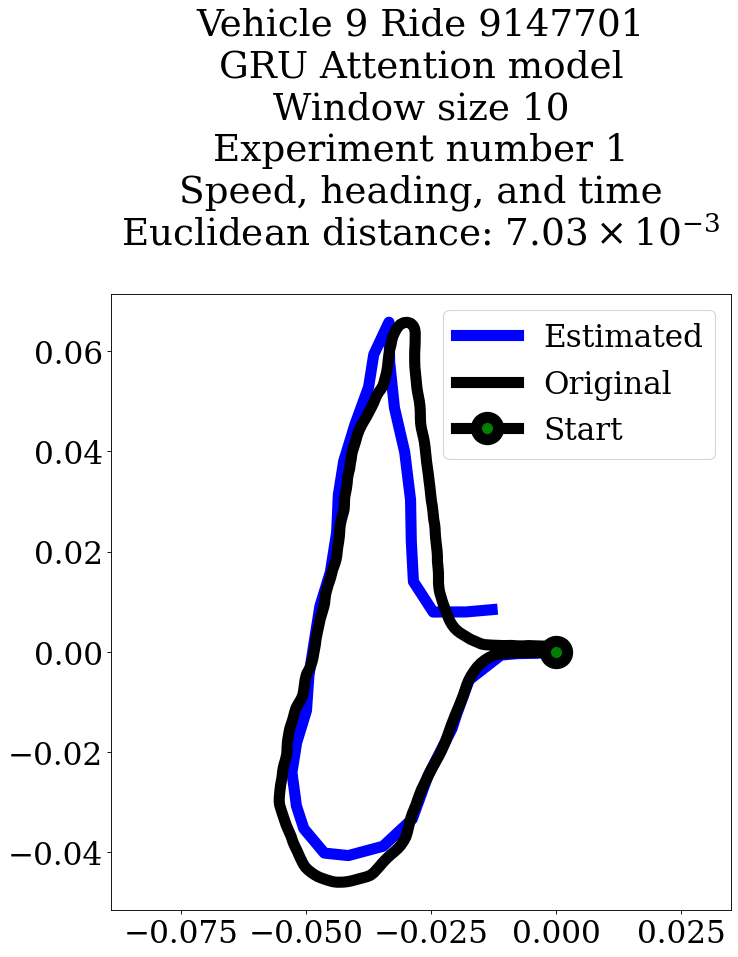 Vehicle 9 Ride 9147701
GRU Attention model
Window size 10
Experiment number 1
Speed, heading, and time
Euclidean distance: 7.03 × 10⁻³
Estimated
Original
Start
0.06
0.04
0.02
0.00
−0.02
−0.04
−0.075 −0.050 −0.025 0.000 0.025